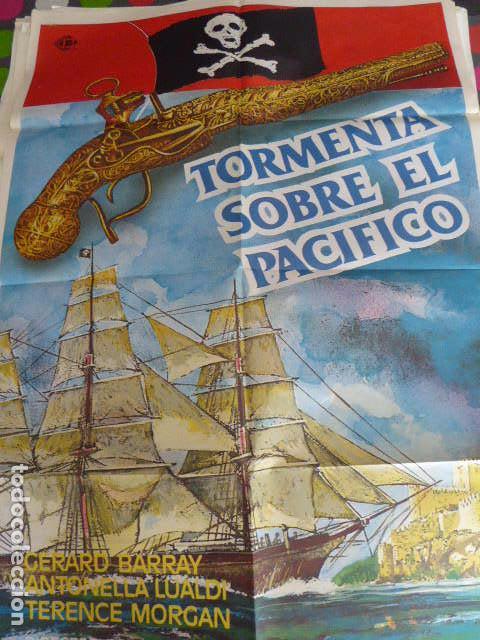 TORMENTA
SOBRE EL
PACIFICO
GERARD BARRAY
ANTONELLA LUALDI
TERENCE MORGAN
todocoleccion